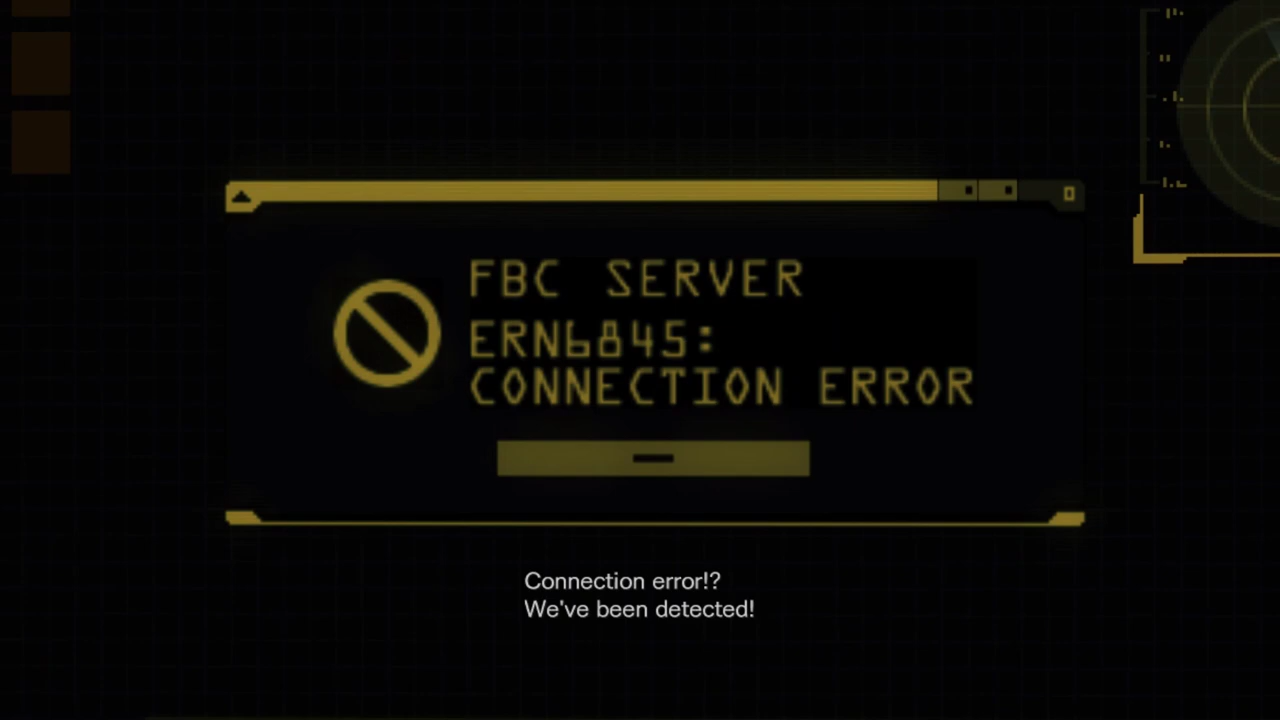 FBC SERVER
ERN6845:
CONNECTION ERROR
Connection error!?
We've been detected!